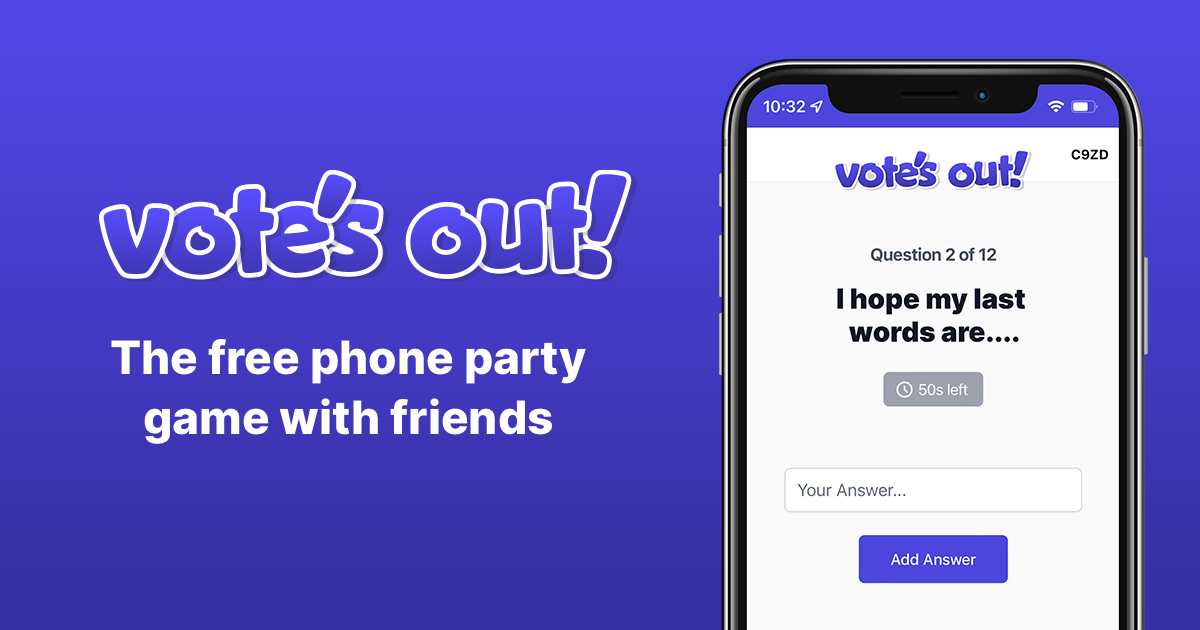 vote's out!
The free phone party
game with friends
10:32
vote's out!
C9ZD
Question 2 of 12
I hope my last
words are....
50s left
Your Answer...
Add Answer